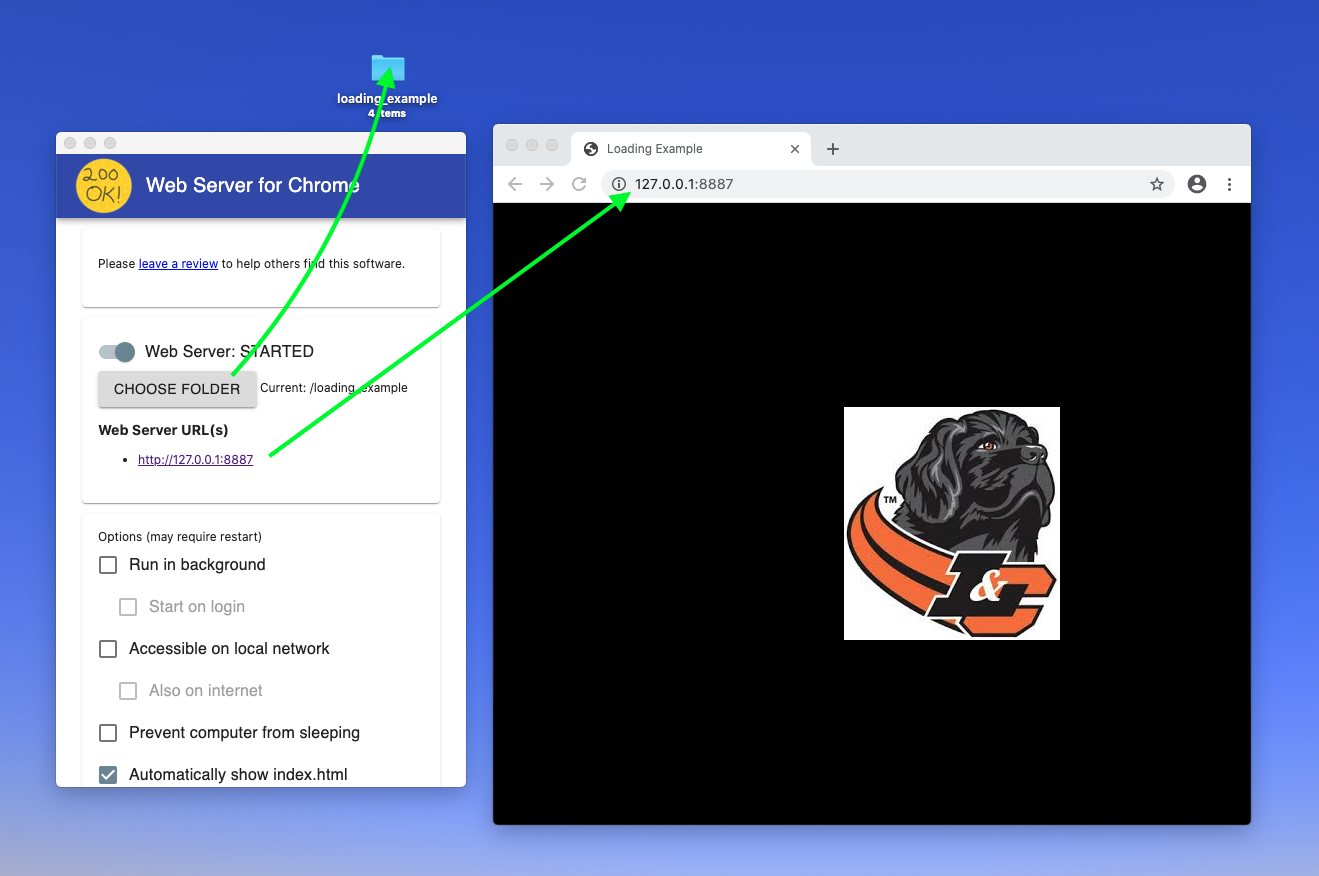 loading_example
4 items
200 OK!
Web Server for Chrome
Please leave a review to help others find this software.
Web Server: STARTED
CHOOSE FOLDER Current: /loading_example
Web Server URL(s)
http://127.0.0.1:8887
Options (may require restart)
Run in background
Start on login
Accessible on local network
Also on internet
Prevent computer from sleeping
Automatically show index.html
Loading Example
127.0.0.1:8887
TM
L&C